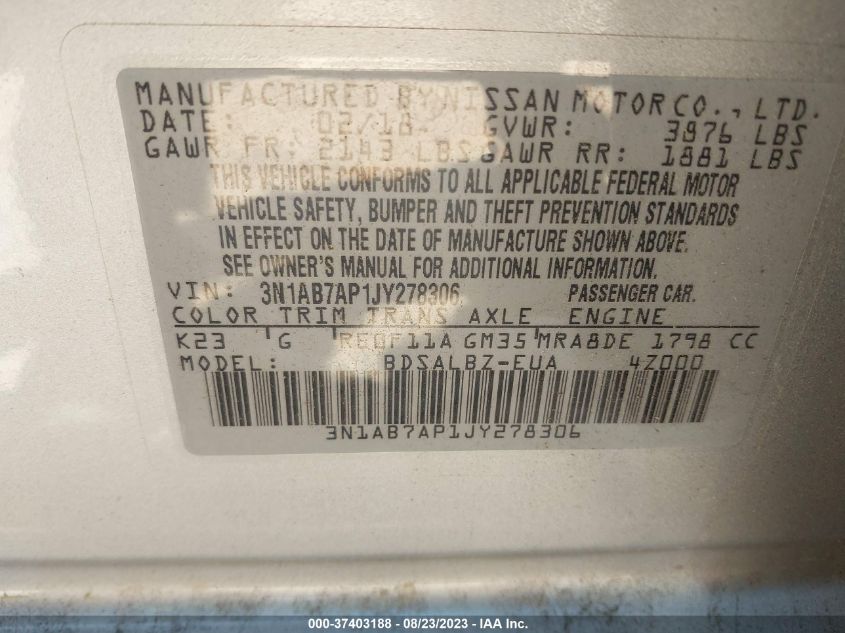 MANUFACTURED BY NISSAN MOTOR CO., LTD.
DATE: 02/18 GVWR: 3976 LBS
GAWR FR: 2143 LBS GAWR RR: 1881 LBS
THIS VEHICLE CONFORMS TO ALL APPLICABLE FEDERAL MOTOR
VEHICLE SAFETY, BUMPER AND THEFT PREVENTION STANDARDS
IN EFFECT ON THE DATE OF MANUFACTURE SHOWN ABOVE.
SEE OWNER'S MANUAL FOR ADDITIONAL INFORMATION.
VIN: 3N1AB7AP1JY278306 PASSENGER CAR.
COLOR TRIM TRANS AXLE ENGINE
K23 G RE0F11A GM35 MRA8DE 1798 CC
MODEL: BDSALBZ-EUA 4Z000
3N1AB7AP1JY278306
000-37403188 - 08/23/2023 - IAA Inc.